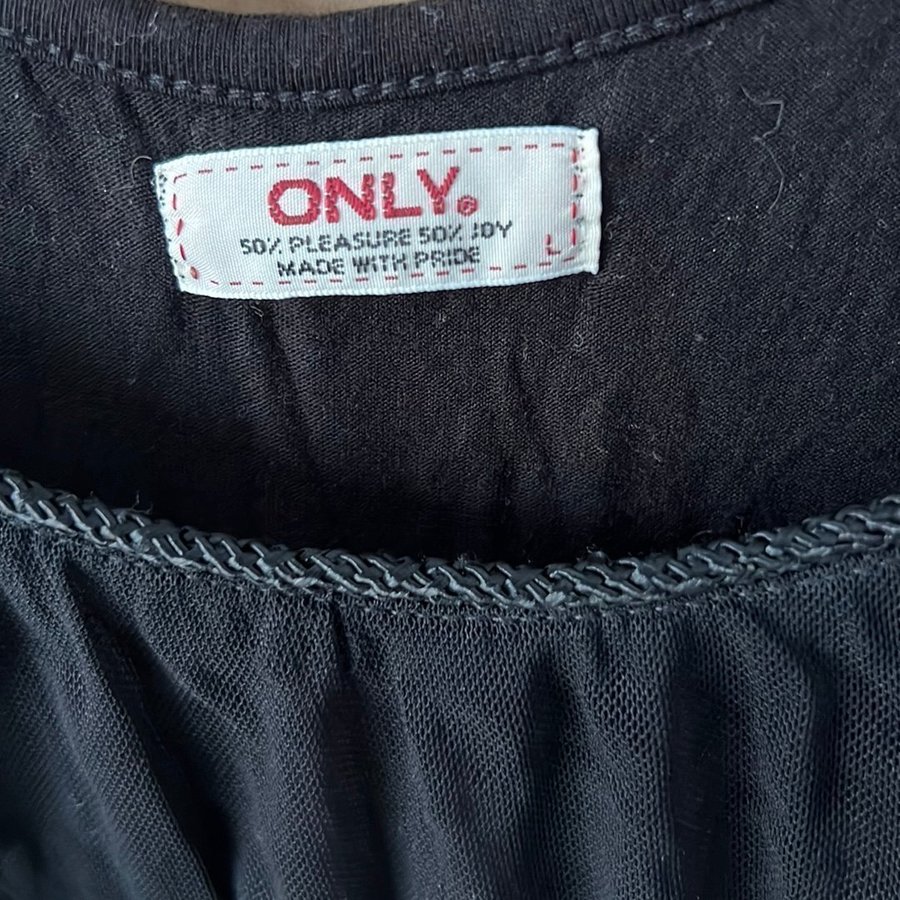 ONLY.®
50% PLEASURE 50% JOY
MADE WITH PRIDE
L